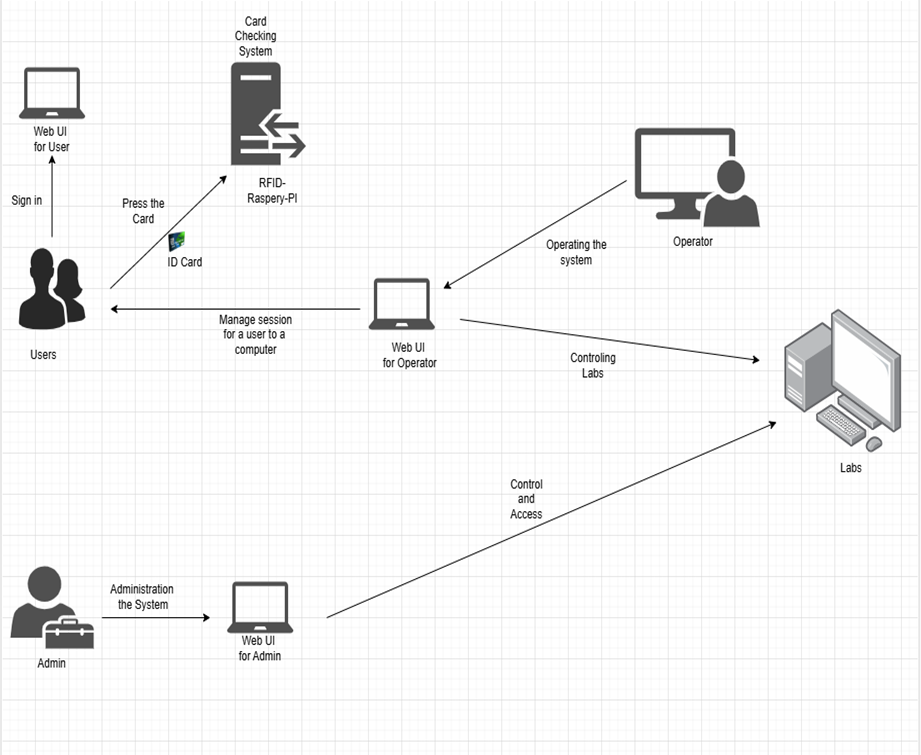 Card
Checking
System
Web UI
for User
RFID-
Raspery-PI
Sign in
Press the
Card
ID Card
Operator
Operating the
system
Users
Manage session
for a user to a
computer
Web UI
for Operator
Controling
Labs
Labs
Control
and
Access
Administration
the System
Admin
Web UI
for Admin